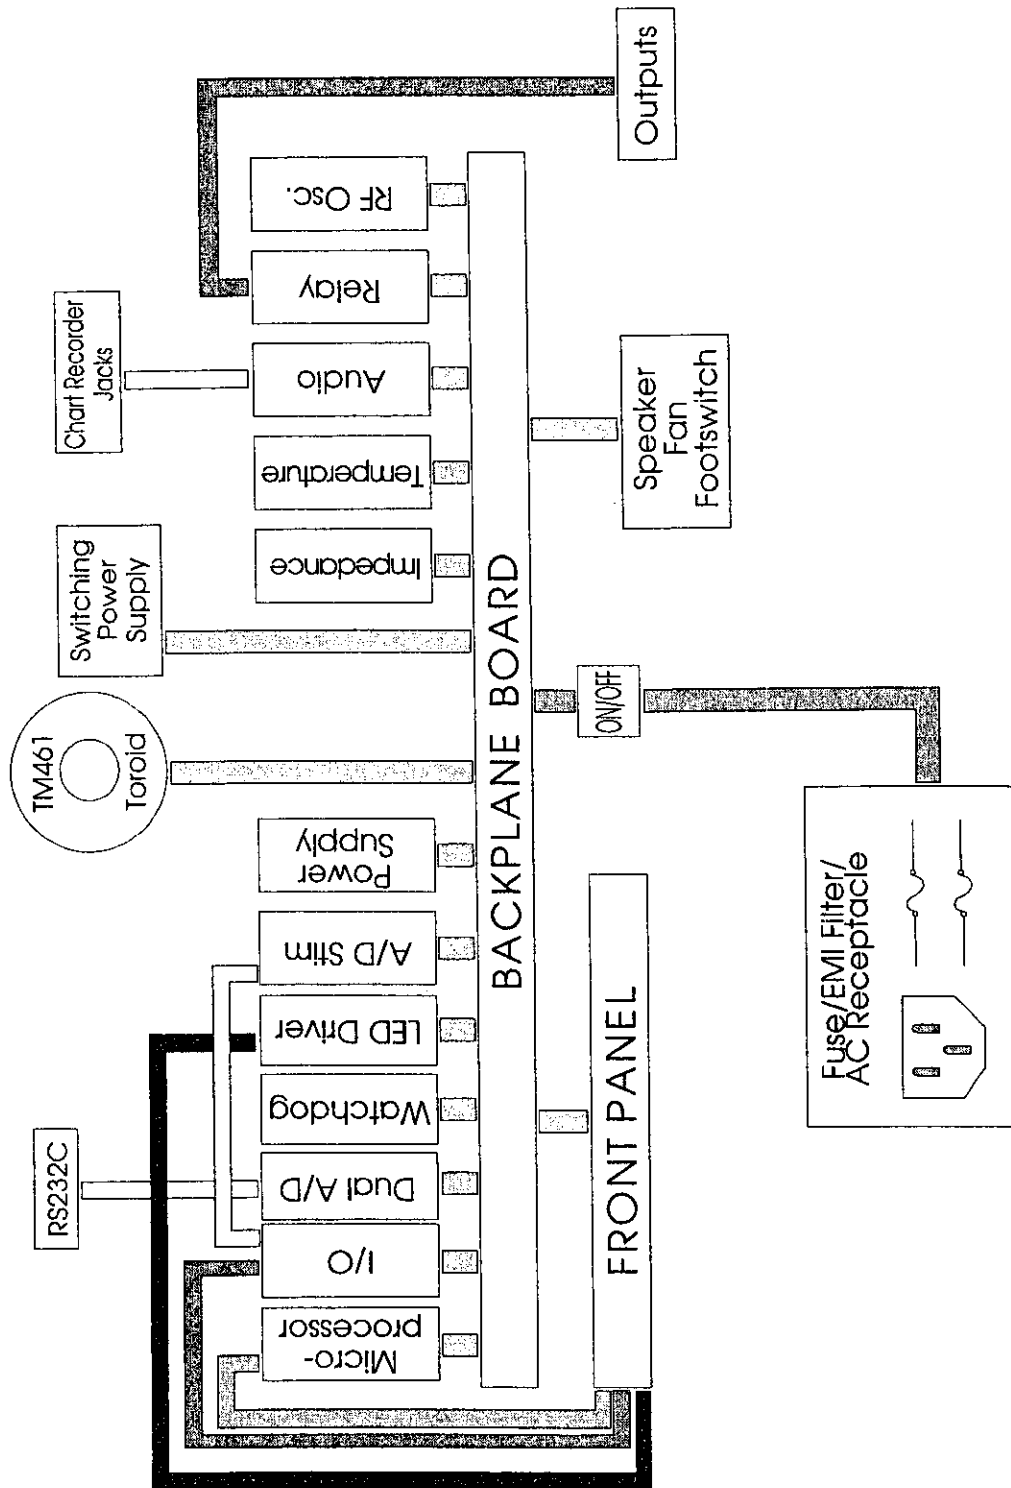 RS232C
TM461
Toroid
Switching
Power
Supply
Chart Recorder
Jacks
Micro-
processor
I/O
Dual A/D
Watchdog
LED Driver
A/D Stim
Power
Supply
Impedance
Temperature
Audio
Relay
RF Osc.
BACKPLANE BOARD
FRONT PANEL
ON/OFF
Speaker
Fan
Footswitch
Outputs
Fuse/EMI Filter/
AC Receptacle